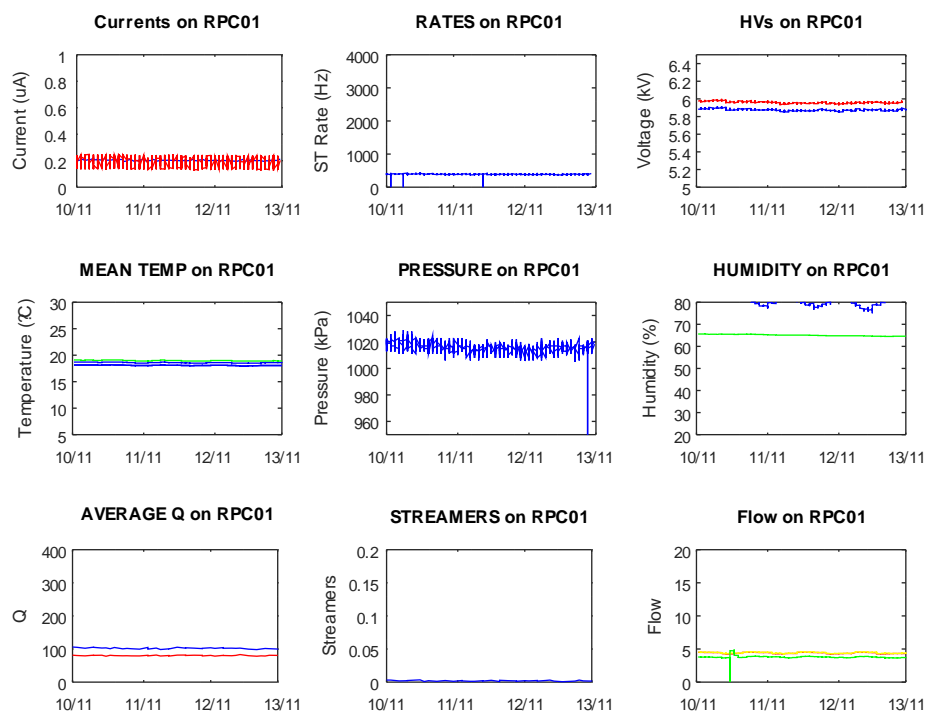 Currents on RPC01
RATES on RPC01
HVs on RPC01
Current (uA)
1
0.8
0.6
0.4
0.2
0
10/11 11/11 12/11 13/11
ST Rate (Hz)
4000
3000
2000
1000
0
10/11 11/11 12/11 13/11
Voltage (kV)
6.4
6.2
6
5.8
5.6
5.4
5.2
5
10/11 11/11 12/11 13/11
MEAN TEMP on RPC01
PRESSURE on RPC01
HUMIDITY on RPC01
Temperature (?C)
30
25
20
15
10
5
10/11 11/11 12/11 13/11
Pressure (kPa)
1040
1020
1000
980
960
10/11 11/11 12/11 13/11
Humidity (%)
80
70
60
50
40
30
20
10/11 11/11 12/11 13/11
AVERAGE Q on RPC01
STREAMERS on RPC01
Flow on RPC01
Q
400
300
200
100
0
10/11 11/11 12/11 13/11
Streamers
0.2
0.15
0.1
0.05
0
10/11 11/11 12/11 13/11
Flow
20
15
10
5
0
10/11 11/11 12/11 13/11